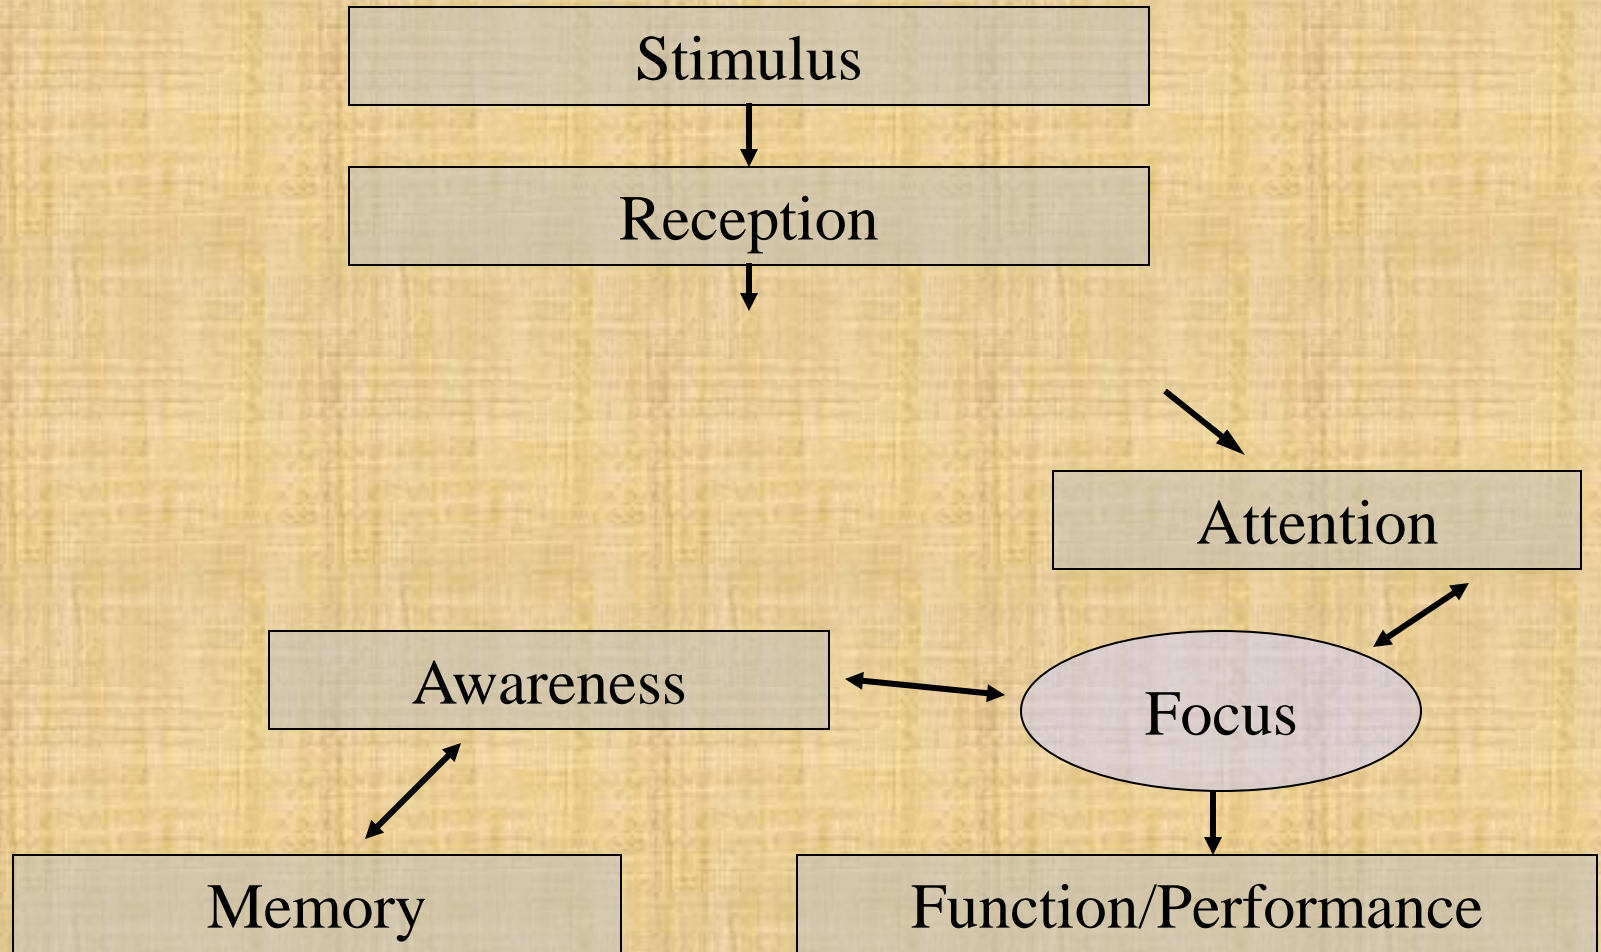 Stimulus
Reception
Attention
Awareness
Focus
Memory
Function/Performance